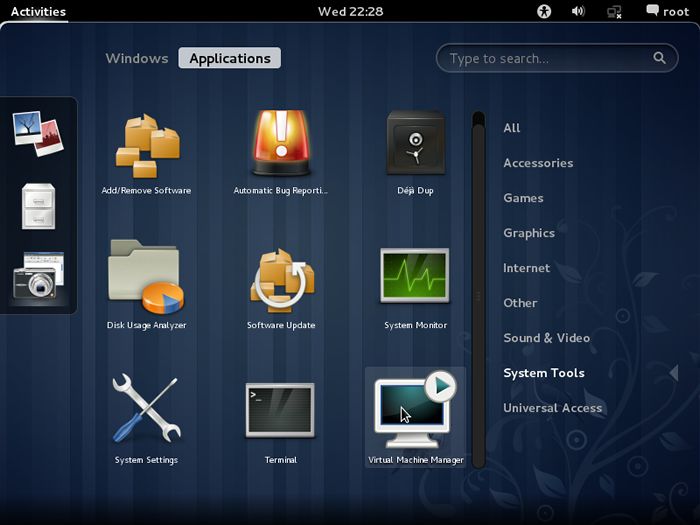 Activities
Wed 22:28
root
Windows
Applications
Type to search...
Add/Remove Software
Automatic Bug Reporti...
Déjà Dup
Disk Usage Analyzer
Software Update
System Monitor
>_
System Settings
Terminal
Virtual Machine Manager
All
Accessories
Games
Graphics
Internet
Other
Sound & Video
System Tools
Universal Access